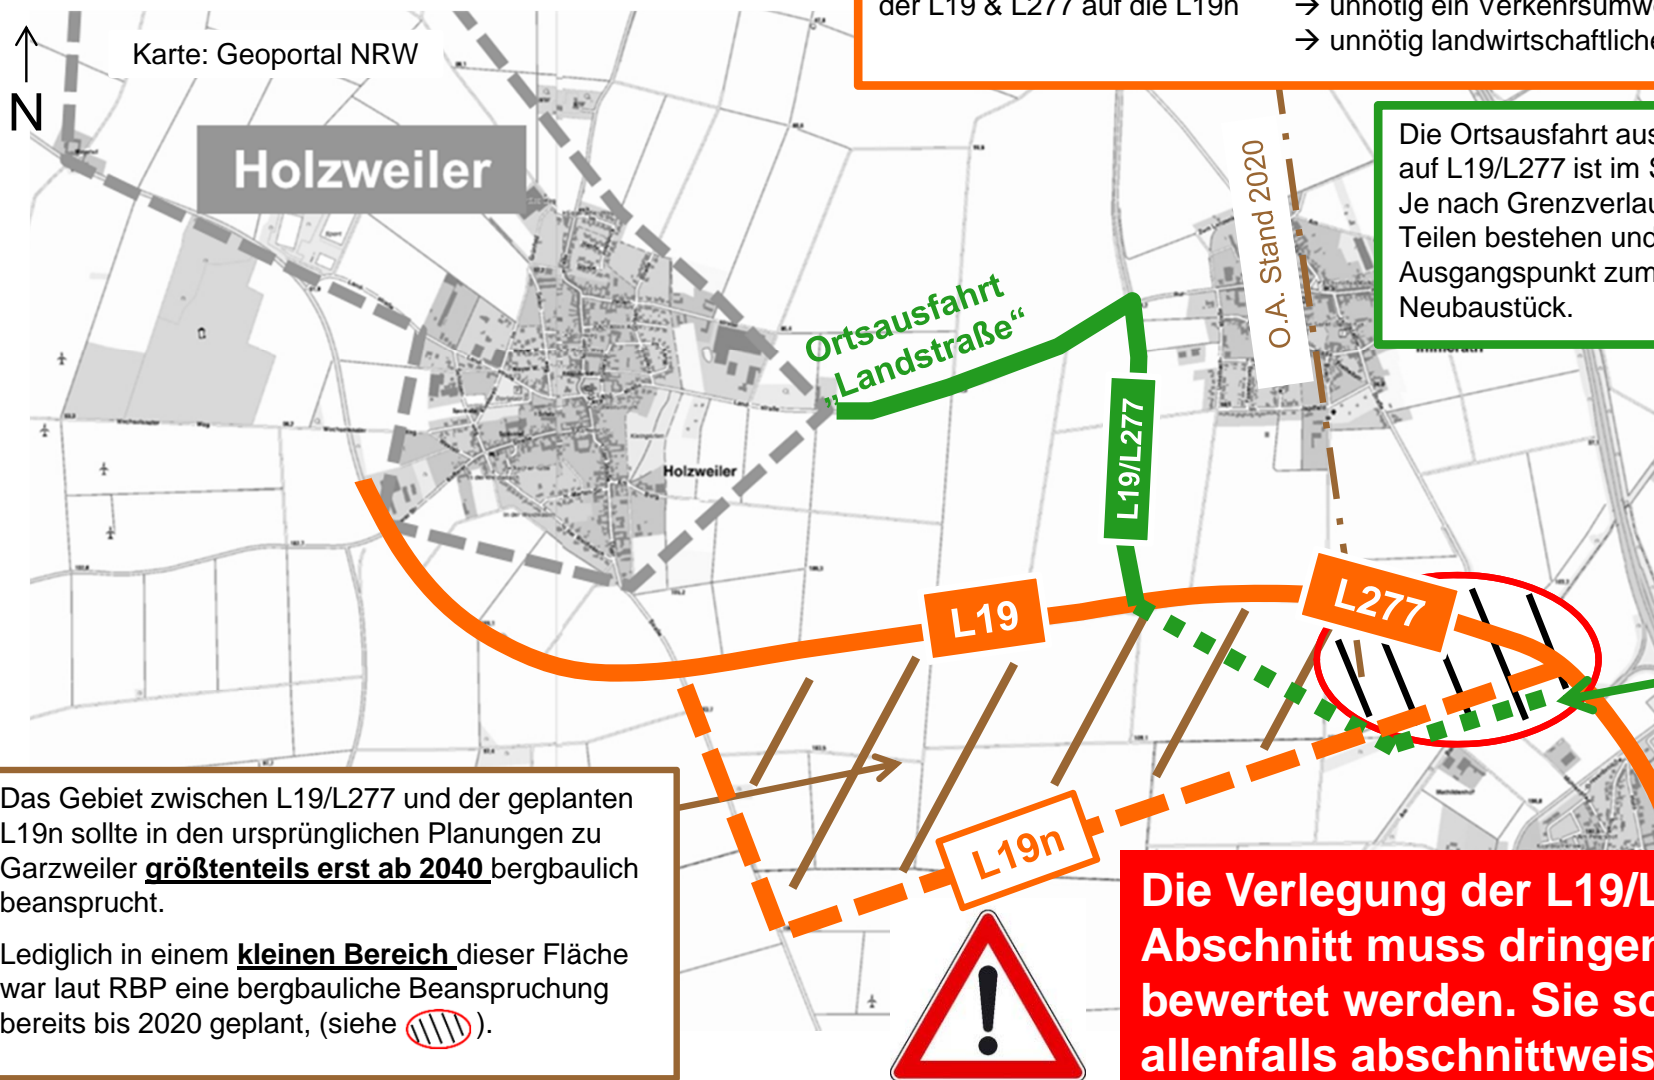 der L19 & L277 auf die L19n
→ unnötig ein Verkehrsumwe
→ unnötig landwirtschaftliche
Karte: Geoportal NRW
N
Holzweiler
Die Ortsausfahrt aus
auf L19/L277 ist im S
Je nach Grenzverlau
Teilen bestehen und
Ausgangspunkt zum
Neubaustück.
O.A. Stand 2020
Ortsausfahrt
„Landstraße“
L19/L277
Holzweiler
Immerath
L277
L19
L19n
Das Gebiet zwischen L19/L277 und der geplanten
L19n sollte in den ursprünglichen Planungen zu
Garzweiler größtenteils erst ab 2040 bergbaulich
beansprucht.
Lediglich in einem kleinen Bereich dieser Fläche
war laut RBP eine bergbauliche Beanspruchung
bereits bis 2020 geplant, (siehe ).
Die Verlegung der L19/L
Abschnitt muss dringen
bewertet werden. Sie so
allenfalls abschnittweis